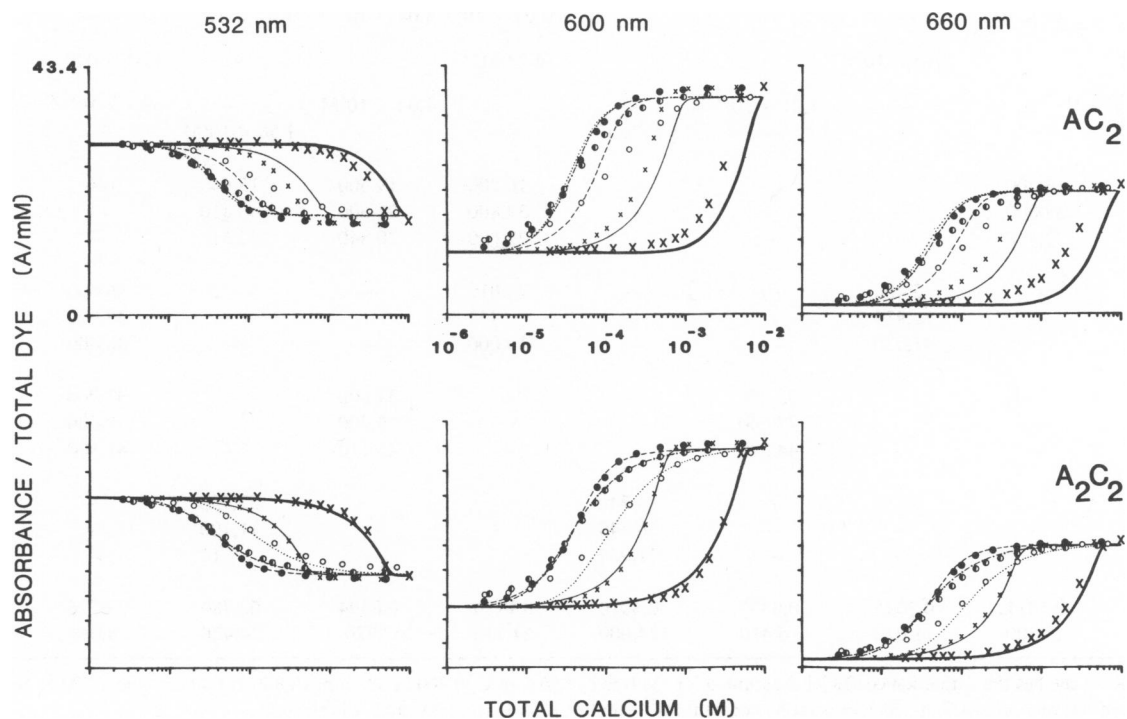 532 nm
600 nm
660 nm
43.4
0
AC2
10-6
10-5
10-4
10-3
10-2
A2C2
ABSORBANCE / TOTAL DYE (A/mM)
TOTAL CALCIUM (M)